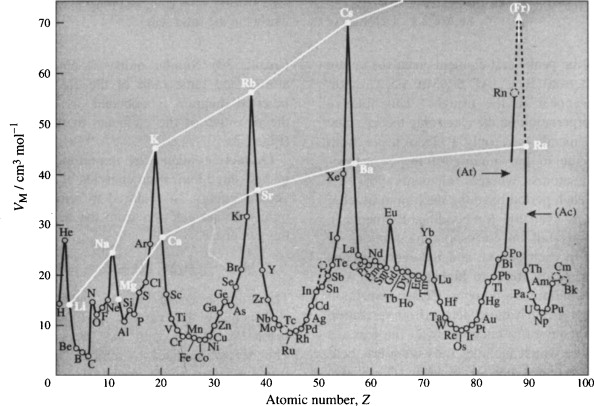 V_M / cm³ mol⁻¹
70
60
50
40
30
20
10
0
0 10 20 30 40 50 60 70 80 90 100
Atomic number, Z
H
He
Li
Be
B
C
N
O
F
Ne
Na
Mg
Al
Si
P
S
Cl
Ar
K
Ca
Sc
Ti
V
Cr
Mn
Fe
Co
Ni
Cu
Zn
Ga
Ge
As
Se
Br
Kr
Rb
Sr
Y
Zr
Nb
Mo
Tc
Ru
Rh
Pd
Ag
Cd
In
Sn
Sb
Te
I
Xe
Cs
Ba
La
Nd
Eu
Tb
Ho
Tm
Yb
Lu
Hf
Ta
W
Re
Os
Ir
Pt
Au
Hg
Tl
Pb
Bi
Po
(At)
Rn
(Fr)
Ra
(Ac)
Th
Pa
U
Np
Pu
Am
Cm
Bk